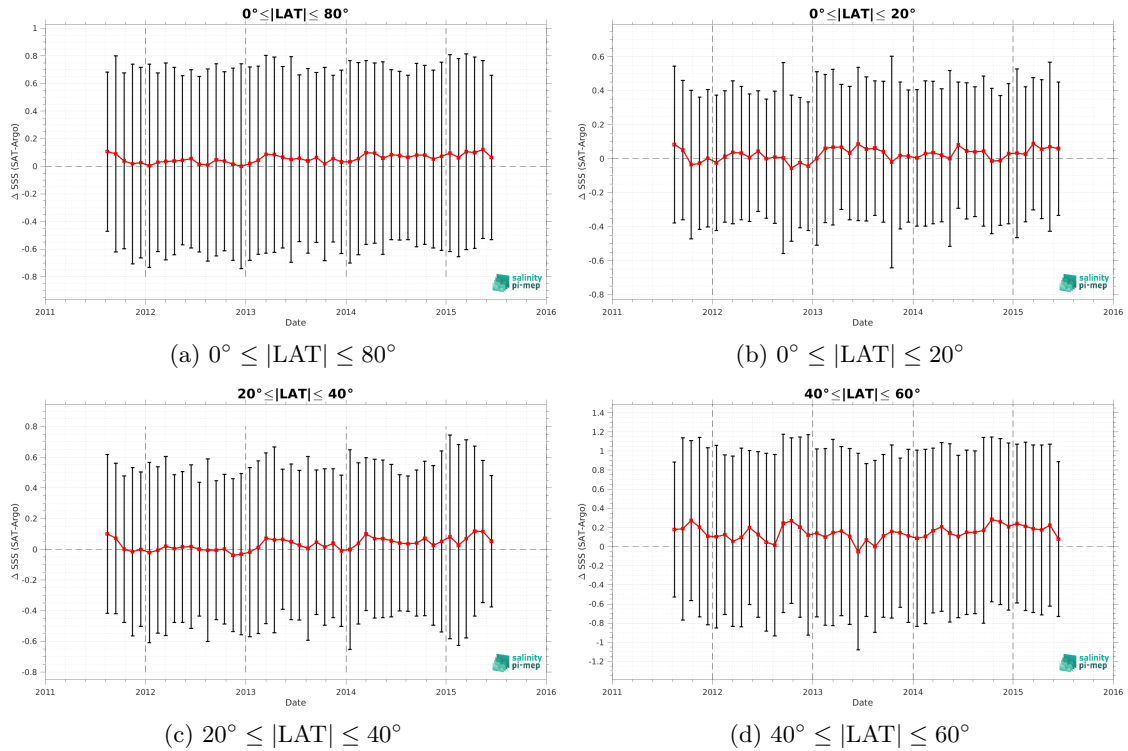 0°≤|LAT|≤ 80°
Δ SSS (SAT-Argo)
1
0.8
0.6
0.4
0.2
0
-0.2
-0.4
-0.6
-0.8
2011
2012
2013
2014
2015
2016
Date
salinity
pi-mep
(a) 0° ≤ |LAT| ≤ 80°
0°≤|LAT|≤ 20°
Δ SSS (SAT-Argo)
0.6
0.4
0.2
0
-0.2
-0.4
-0.6
-0.8
2011
2012
2013
2014
2015
2016
Date
salinity
pi-mep
(b) 0° ≤ |LAT| ≤ 20°
20°≤|LAT|≤ 40°
Δ SSS (SAT-Argo)
0.8
0.6
0.4
0.2
0
-0.2
-0.4
-0.6
-0.8
2011
2012
2013
2014
2015
2016
Date
salinity
pi-mep
(c) 20° ≤ |LAT| ≤ 40°
40°≤|LAT|≤ 60°
Δ SSS (SAT-Argo)
1.4
1.2
1
0.8
0.6
0.4
0.2
0
-0.2
-0.4
-0.6
-0.8
-1
-1.2
2011
2012
2013
2014
2015
2016
Date
salinity
pi-mep
(d) 40° ≤ |LAT| ≤ 60°